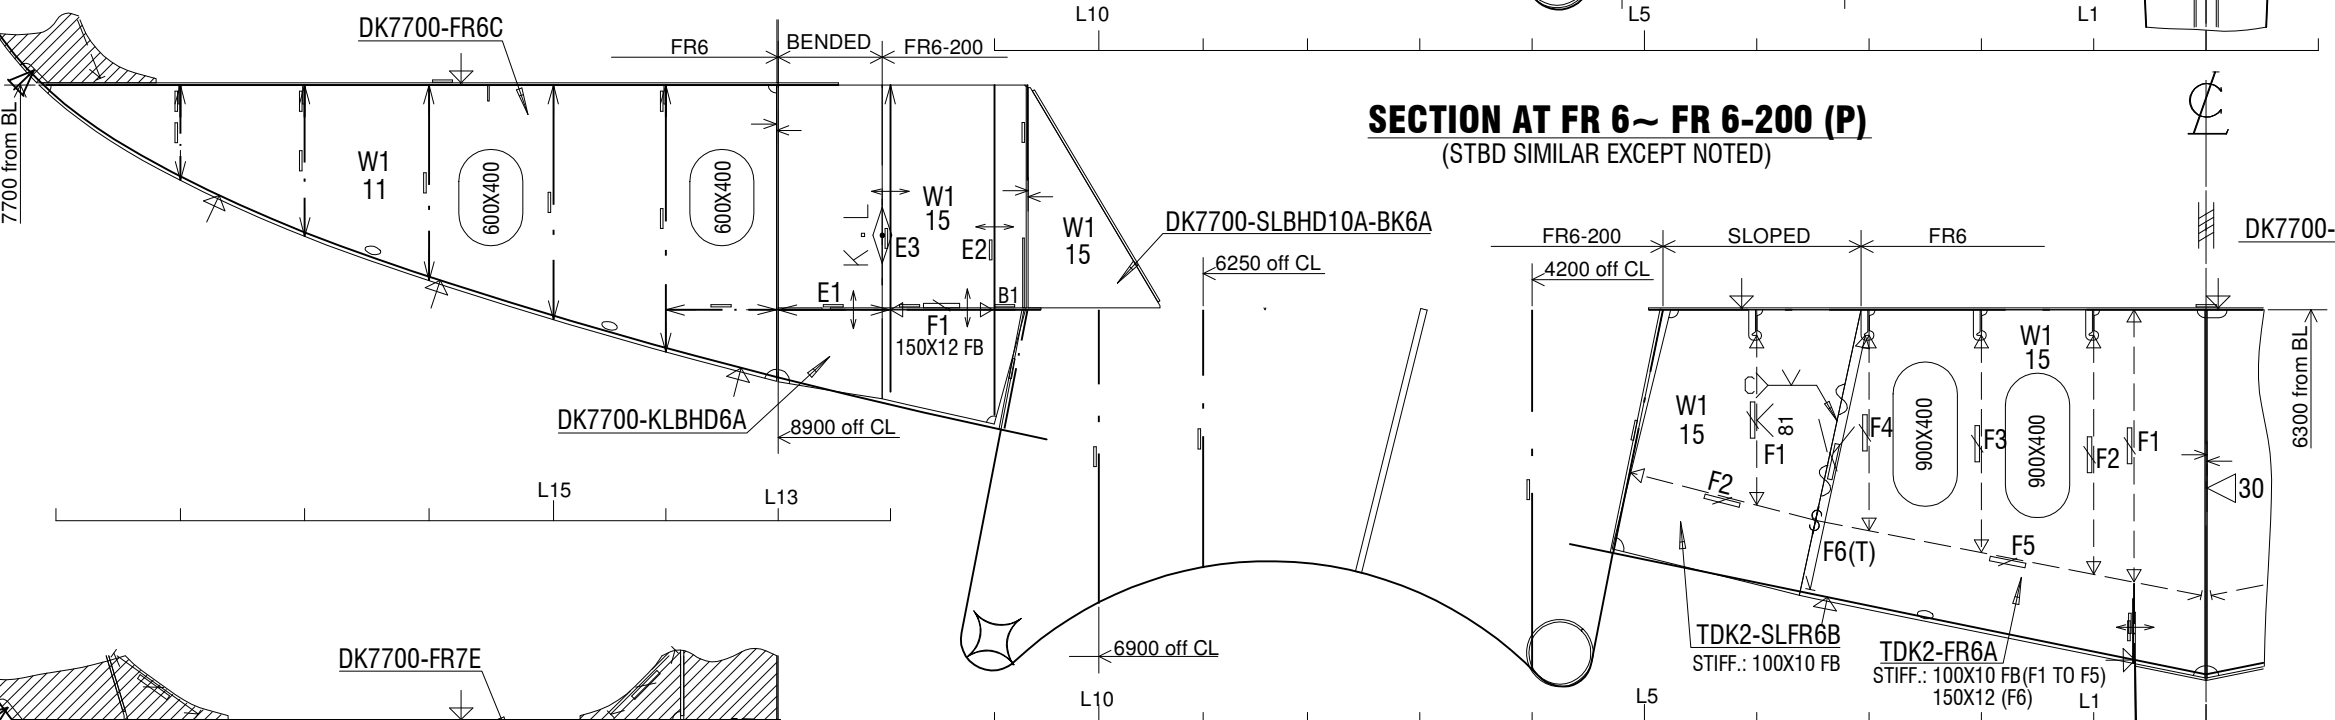 L10
L5
L1
DK7700-FR6C
FR6
BENDED
FR6-200
7700 from BL
SECTION AT FR 6~ FR 6-200 (P)
(STBD SIMILAR EXCEPT NOTED)
W1
11
600X400
600X400
K.L
W1
15
E3
E2
W1
15
DK7700-SLBHD10A-BK6A
6250 off CL
4200 off CL
FR6-200
SLOPED
FR6
DK7700-
E1
F1
150X12 FB
B1
W1
15
W1
15
6300 from BL
DK7700-KLBHD6A
8900 off CL
C
K
81
F1
F4
900X400
F3
900X400
F2
F1
30
F2
S
F6(T)
F5
L15
L13
TDK2-SLFR6B
STIFF.: 100X10 FB
TDK2-FR6A
STIFF.: 100X10 FB(F1 TO F5)
150X12 (F6)
DK7700-FR7E
6900 off CL
L10
L5
L1